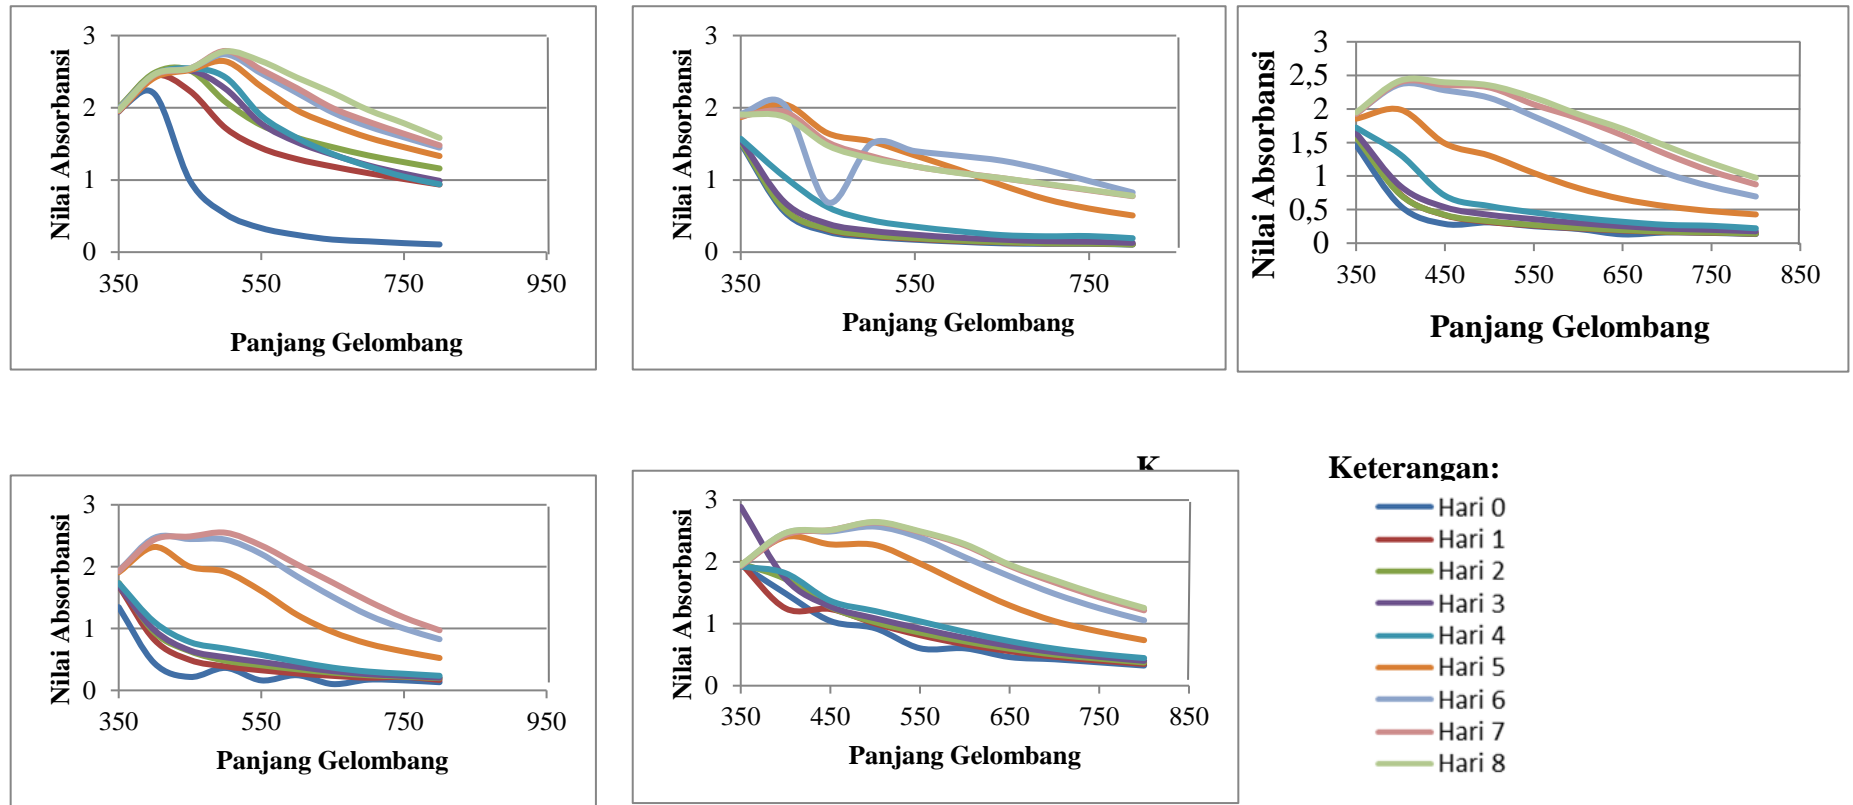 3
2
1
0
350 550 750 950
Nilai Absorbansi
Panjang Gelombang
3
2
1
0
350 550 750
Nilai Absorbansi
Panjang Gelombang
3
2,5
2
1,5
1
0,5
0
350 450 550 650 750 850
Nilai Absorbansi
Panjang Gelombang
3
2
1
0
350 550 750 950
Nilai Absorbansi
Panjang Gelombang
K
3
2
1
0
350 450 550 650 750 850
Nilai Absorbansi
Panjang Gelombang
Keterangan:
Hari 0
Hari 1
Hari 2
Hari 3
Hari 4
Hari 5
Hari 6
Hari 7
Hari 8